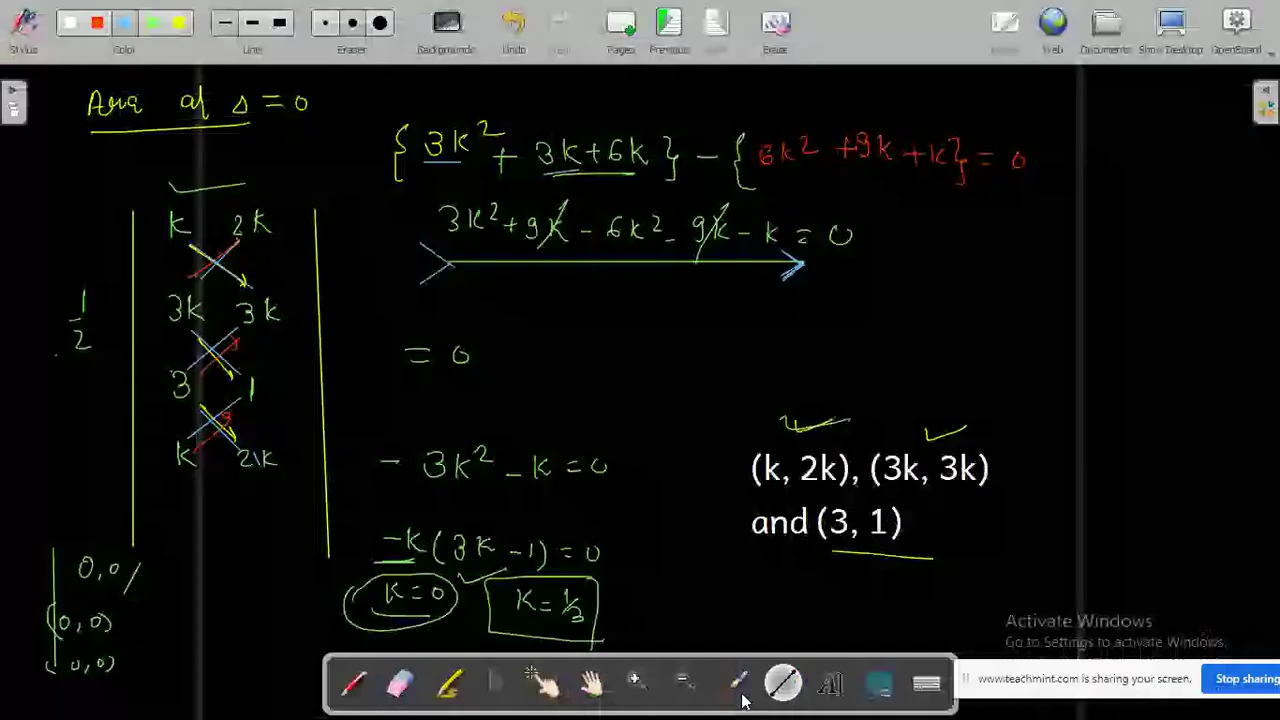 Stylus Color Line Eraser Backgrounds Undo Pages Previous Erase Web Documents Show Desktop OpenBoard
Area of Δ = 0
{3k² + 3k+6k} - {6k² +9k +k} = 0
3k²+9k - 6k² - 9k - k = 0
k 2k
3k 3k
1/2
3 1
k 2k
= 0
- 3k² - k = 0
-k(3k -1) = 0
k=0 k= 1/3
(k, 2k), (3k, 3k)
and (3, 1)
0,0/
(0,0)
(0,0)
Activate Windows
Go to Settings to activate Windows.
www.teachmint.com is sharing your screen.
Stop sharing